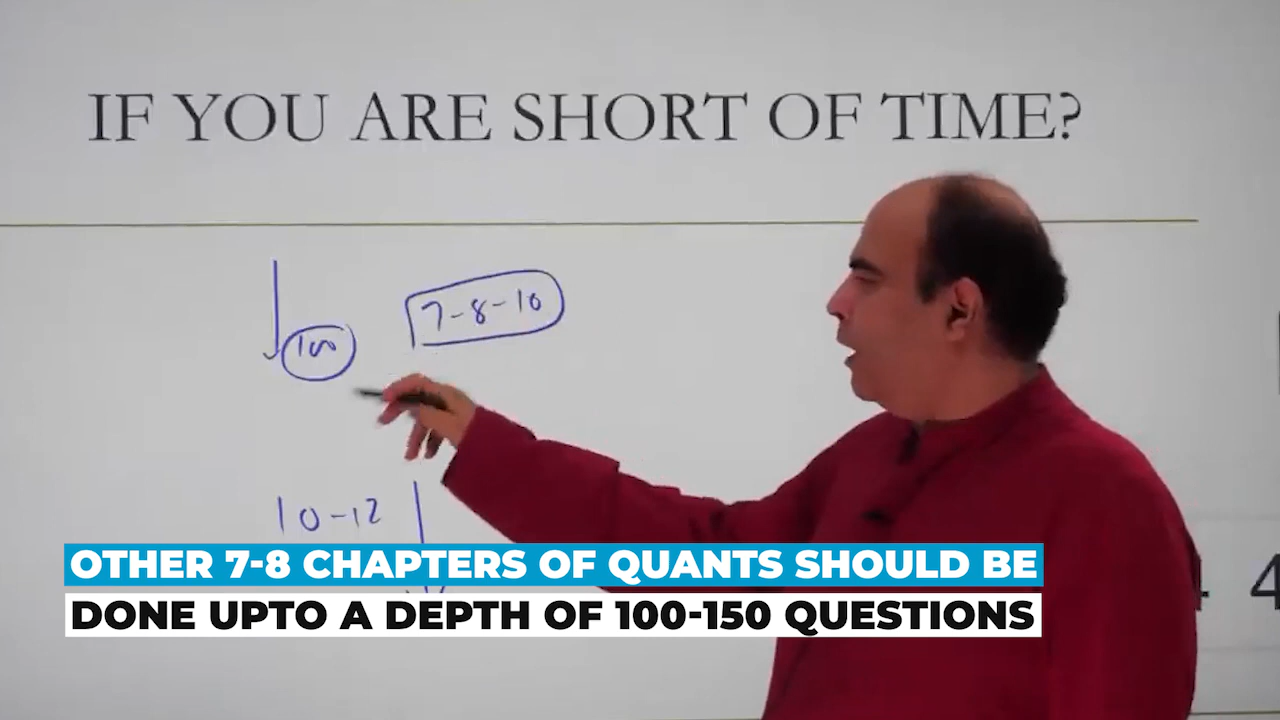 IF YOU ARE SHORT OF TIME?
7-8-10
100
10-12
OTHER 7-8 CHAPTERS OF QUANTS SHOULD BE
DONE UPTO A DEPTH OF 100-150 QUESTIONS